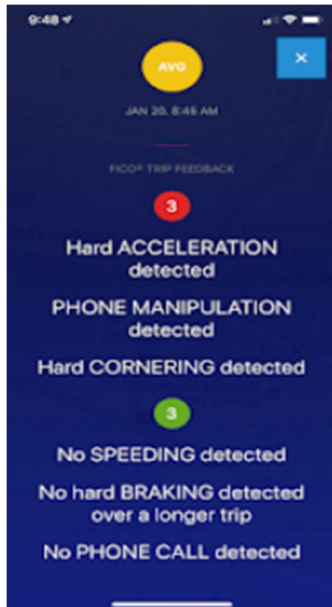 9:48
×
AVG
JAN 20, 8:45 AM
FICO® TRIP FEEDBACK
3
Hard ACCELERATION
detected
PHONE MANIPULATION
detected
Hard CORNERING detected
3
No SPEEDING detected
No hard BRAKING detected
over a longer trip
No PHONE CALL detected